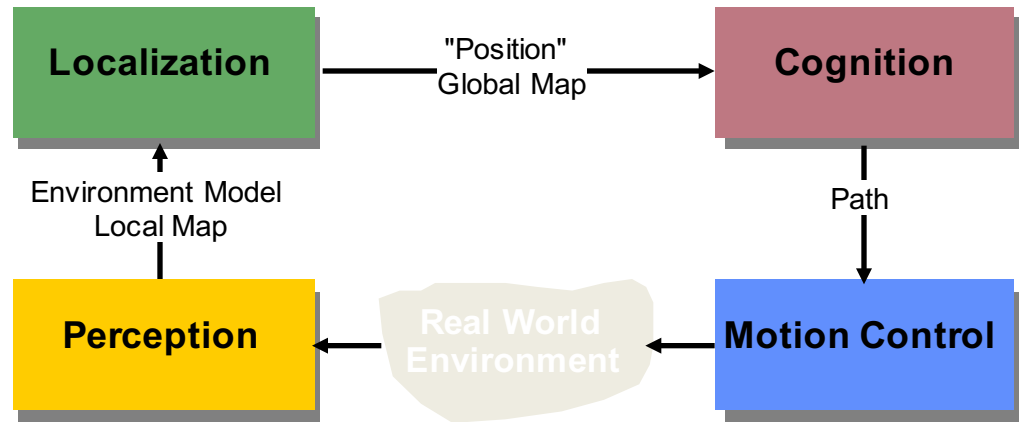 Localization
"Position"
Global Map
Cognition
Environment Model
Local Map
Path
Perception
Real World
Environment
Motion Control